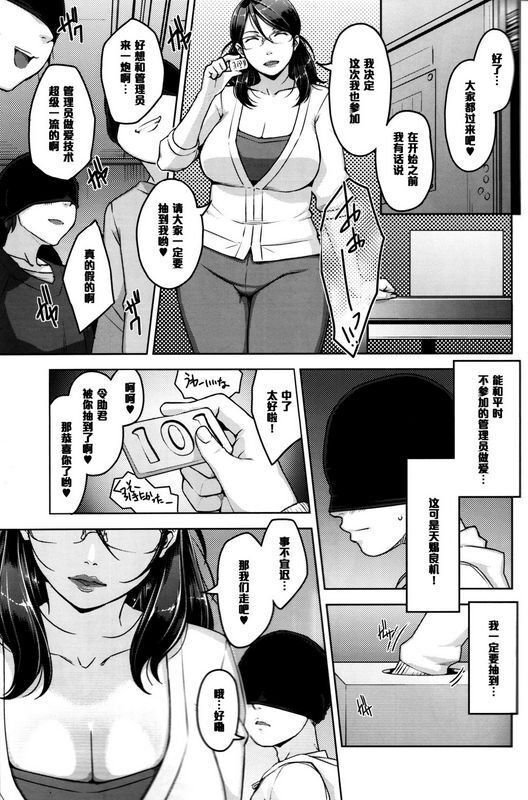 好了…
大家都过来吧♥
在开始之前
我有话说
我决定
这次我也参加
请大家一定要
抽到我哟♥
好想和管理员
来一炮啊…
管理员做爱技术
超级一流的啊
真的假的啊
能和平时
不参加的管理员
做爱…
这可是天赐良机!
我一定要抽到…
中了
太好啦!
101
呵呵♥
令助君
被你抽到了啊♥
那恭喜你了哟♥
事不宜迟…
那我们走吧♥
哦…好嘞